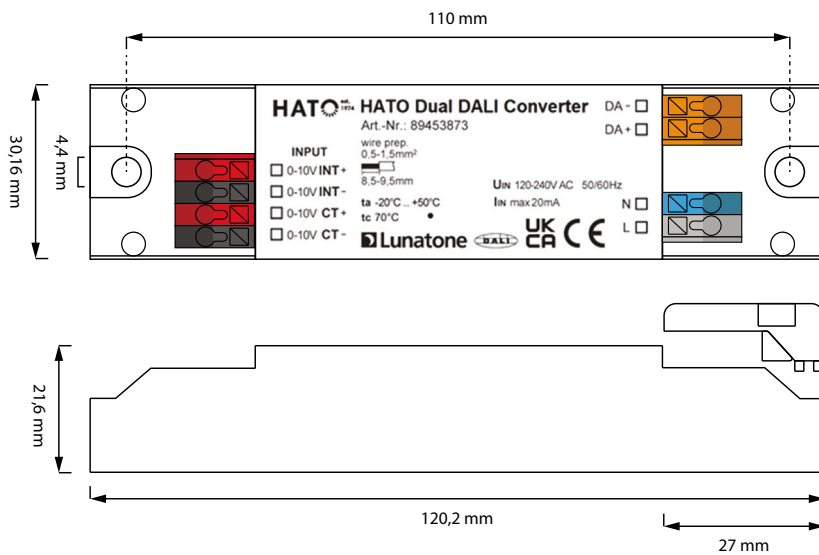 110 mm
30,16 mm
4,4 mm
HATO est. 1974 HATO Dual DALI Converter
Art.-Nr.: 89453873
DA -
DA +
wire prep.
0,5-1,5mm²
8,5-9,5mm
INPUT
0-10V INT +
0-10V INT -
0-10V CT +
0-10V CT -
UIN 120-240V AC 50/60Hz
IIN max 20mA
ta -20°C ... +50°C
tc 70°C
N
L
Lunatone DALI UK CA CE
21,6 mm
120,2 mm
27 mm